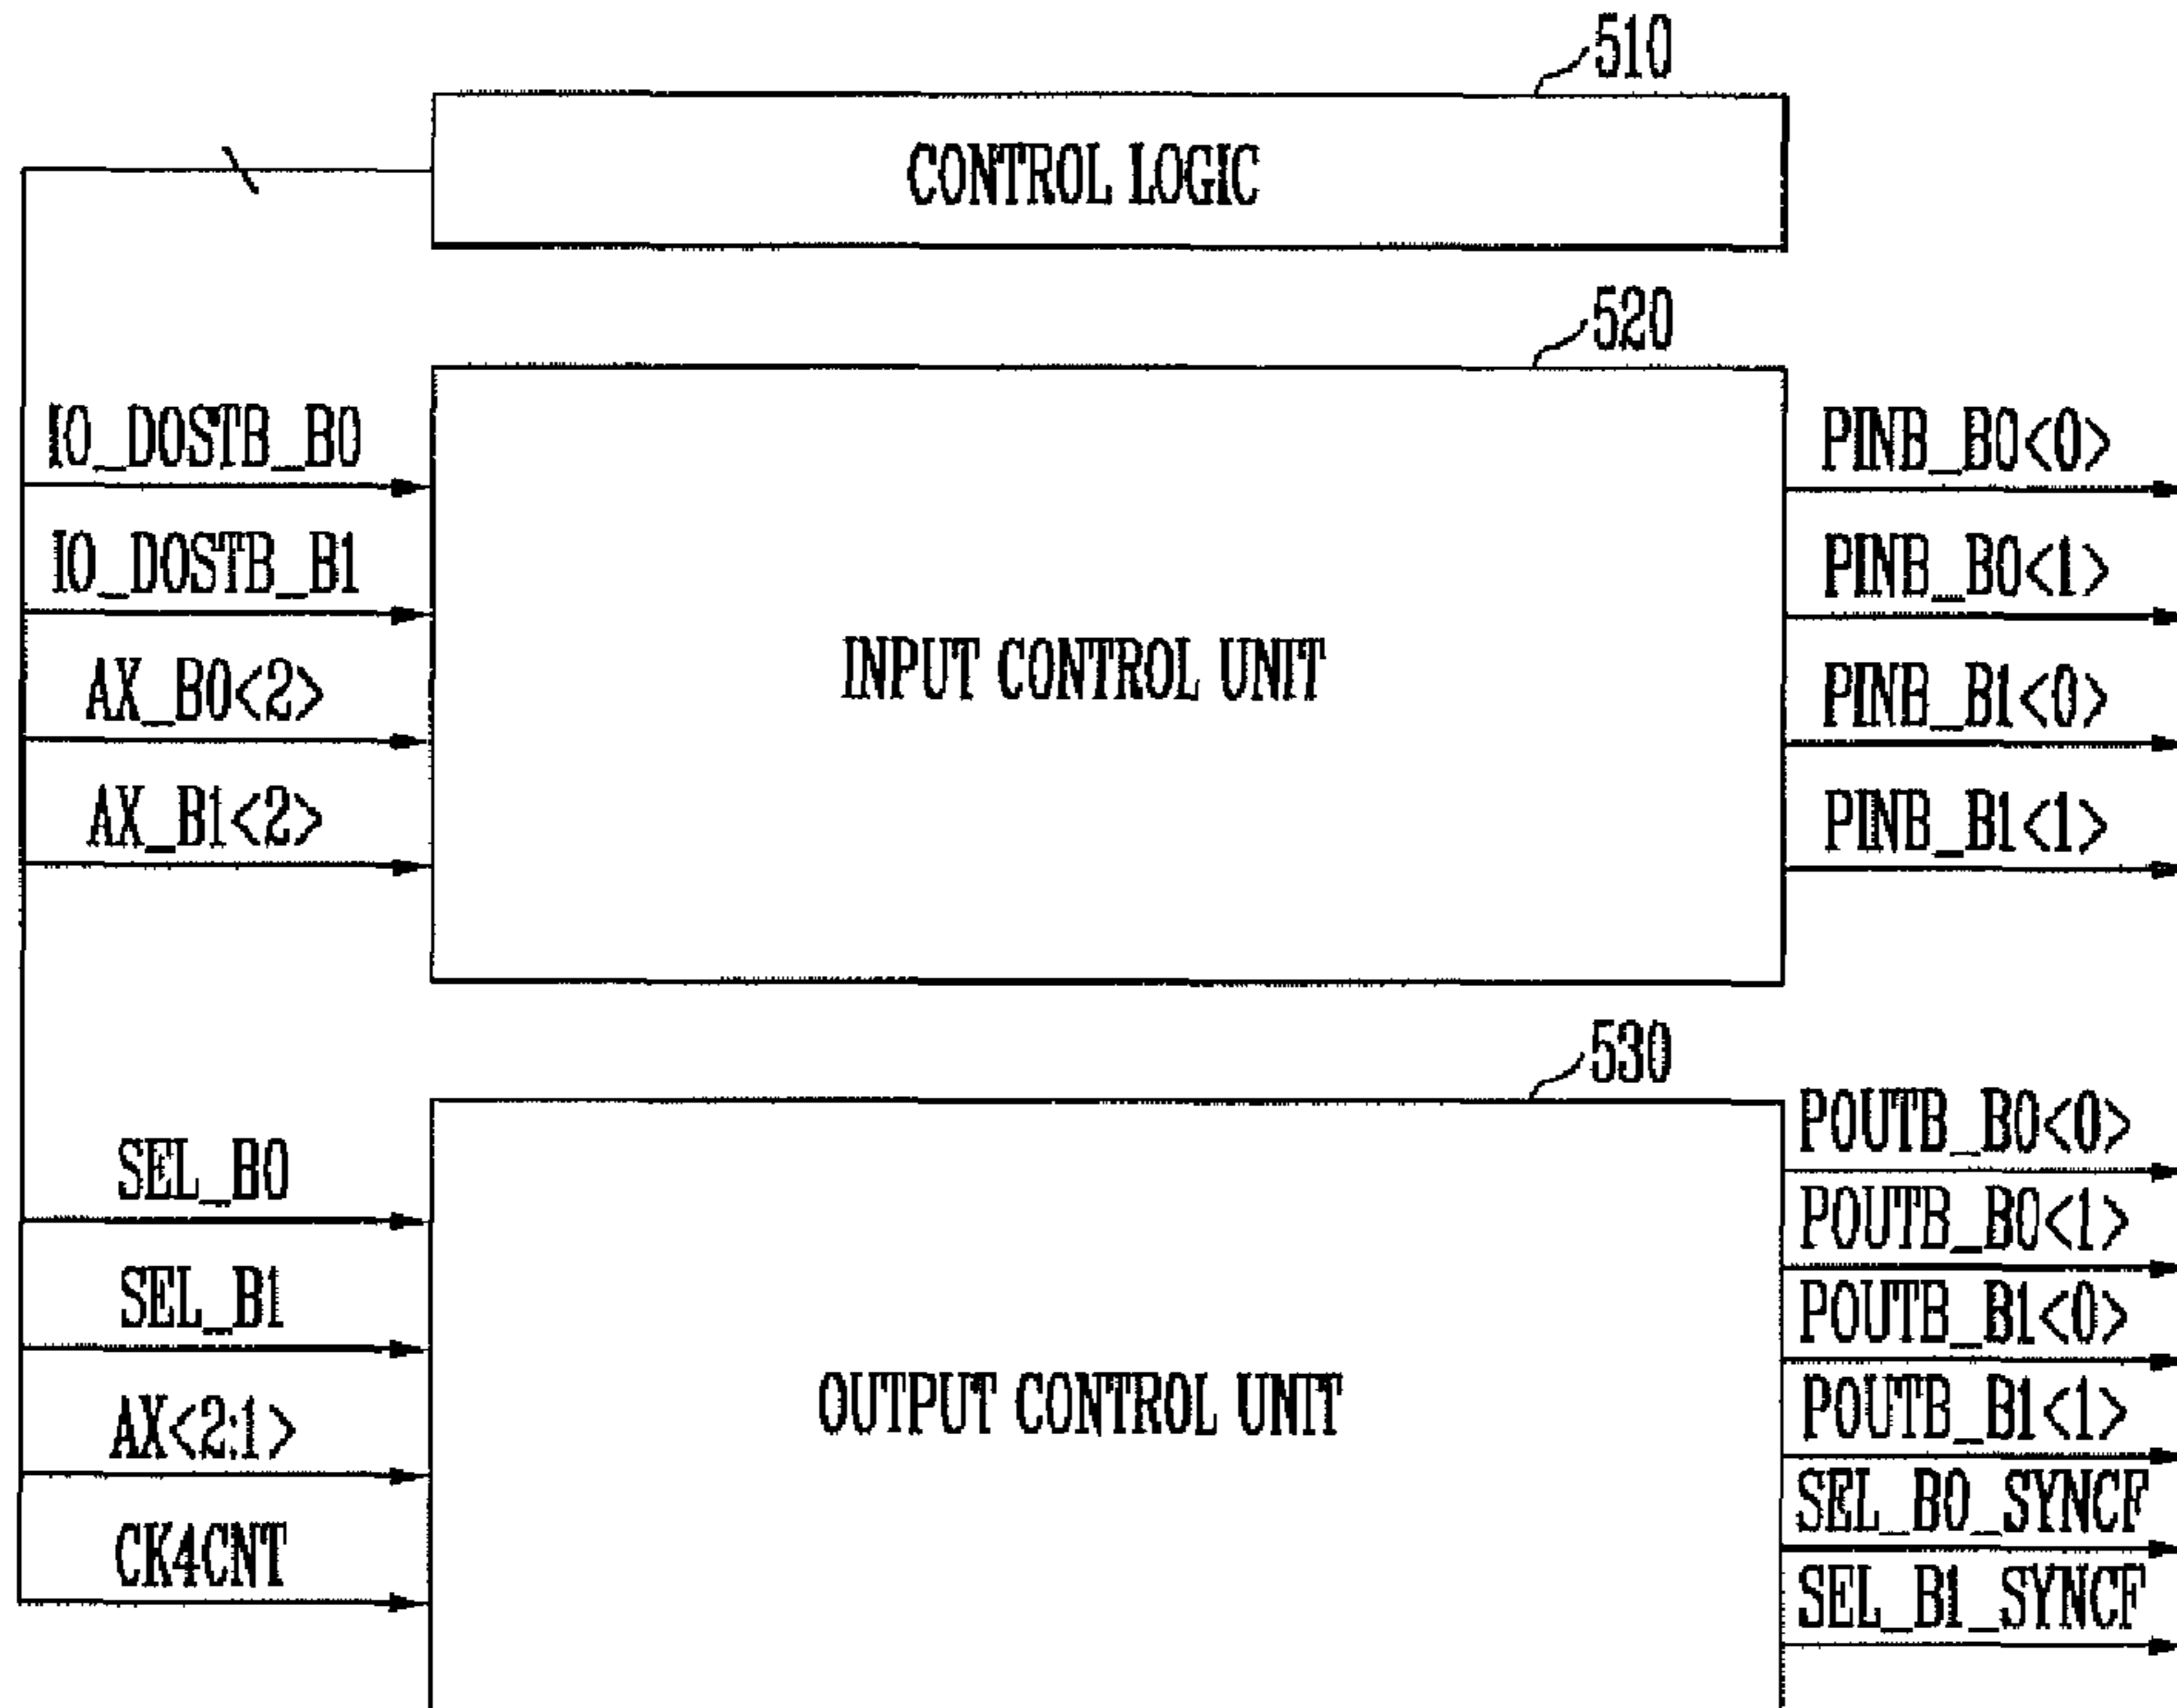 510
CONTROL LOGIC
520
IO_DOSTB_B0
IO_DOSTB_B1
AX_B0<2>
AX_B1<2>
INPUT CONTROL UNIT
PINB_B0<0>
PINB_B0<1>
PINB_B1<0>
PINB_B1<1>
530
SEL_B0
SEL_B1
AX<2:1>
CK4CNT
OUTPUT CONTROL UNIT
POUTB_B0<0>
POUTB_B0<1>
POUTB_B1<0>
POUTB_B1<1>
SEL_B0_SYNCF
SEL_B1_SYNCF